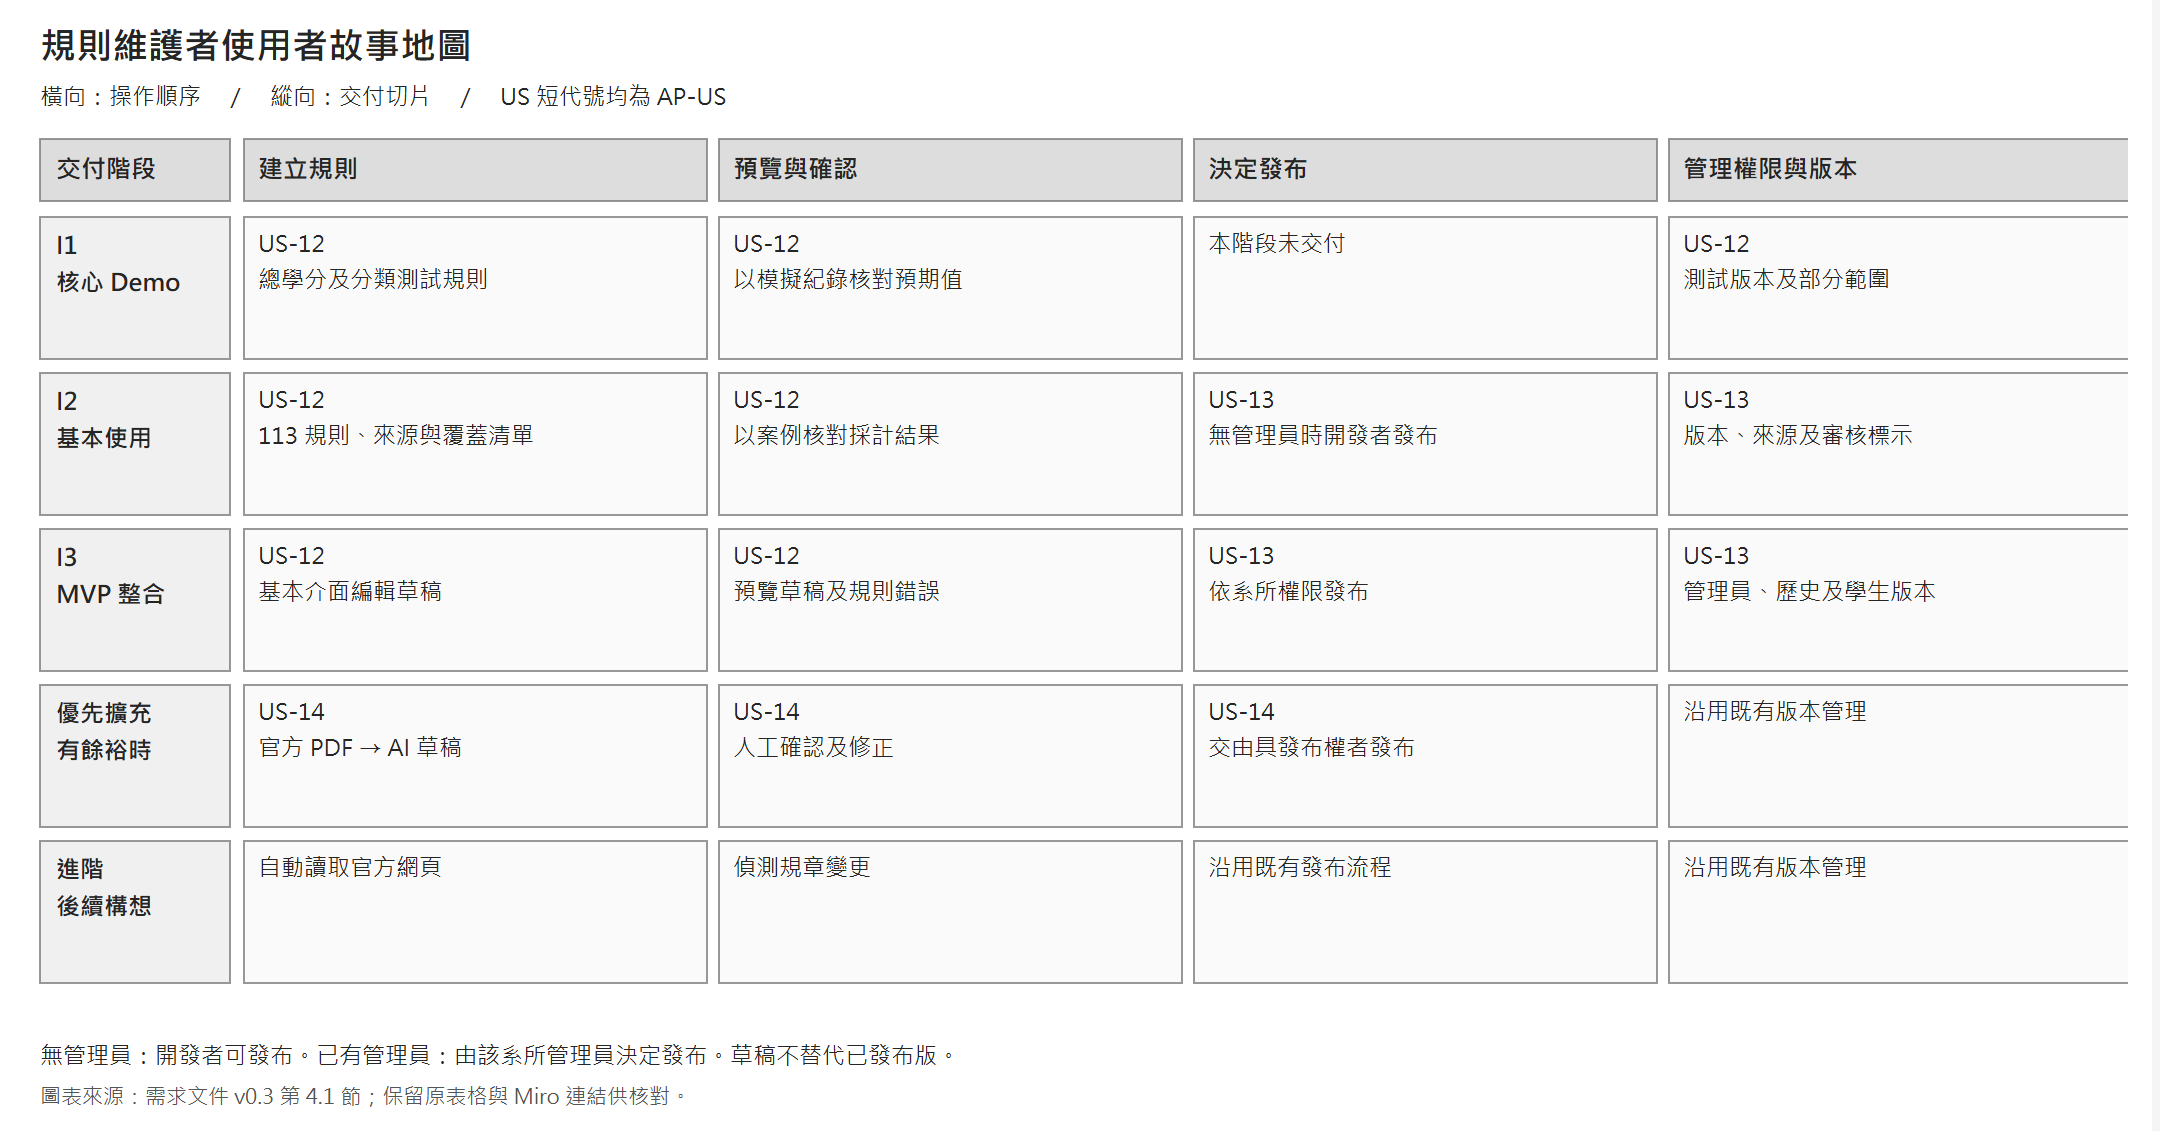 規則維護者使用者故事地圖
橫向：操作順序 / 縱向：交付切片 / US 短代號均為 AP-US
交付階段 建立規則 預覽與確認 決定發布 管理權限與版本
I1
核心 Demo
US-12
總學分及分類測試規則
US-12
以模擬紀錄核對預期值
本階段未交付
US-12
測試版本及部分範圍
I2
基本使用
US-12
113 規則、來源與覆蓋清單
US-12
以案例核對採計結果
US-13
無管理員時開發者發布
US-13
版本、來源及審核標示
I3
MVP 整合
US-12
基本介面編輯草稿
US-12
預覽草稿及規則錯誤
US-13
依系所權限發布
US-13
管理員、歷史及學生版本
優先擴充
有餘裕時
US-14
官方 PDF → AI 草稿
US-14
人工確認及修正
US-14
交由具發布權者發布
沿用既有版本管理
進階
後續構想
自動讀取官方網頁
偵測規章變更
沿用既有發布流程
沿用既有版本管理
無管理員：開發者可發布。已有管理員：由該系所管理員決定發布。草稿不替代已發布版。
圖表來源：需求文件 v0.3 第 4.1 節；保留原表格與 Miro 連結供核對。